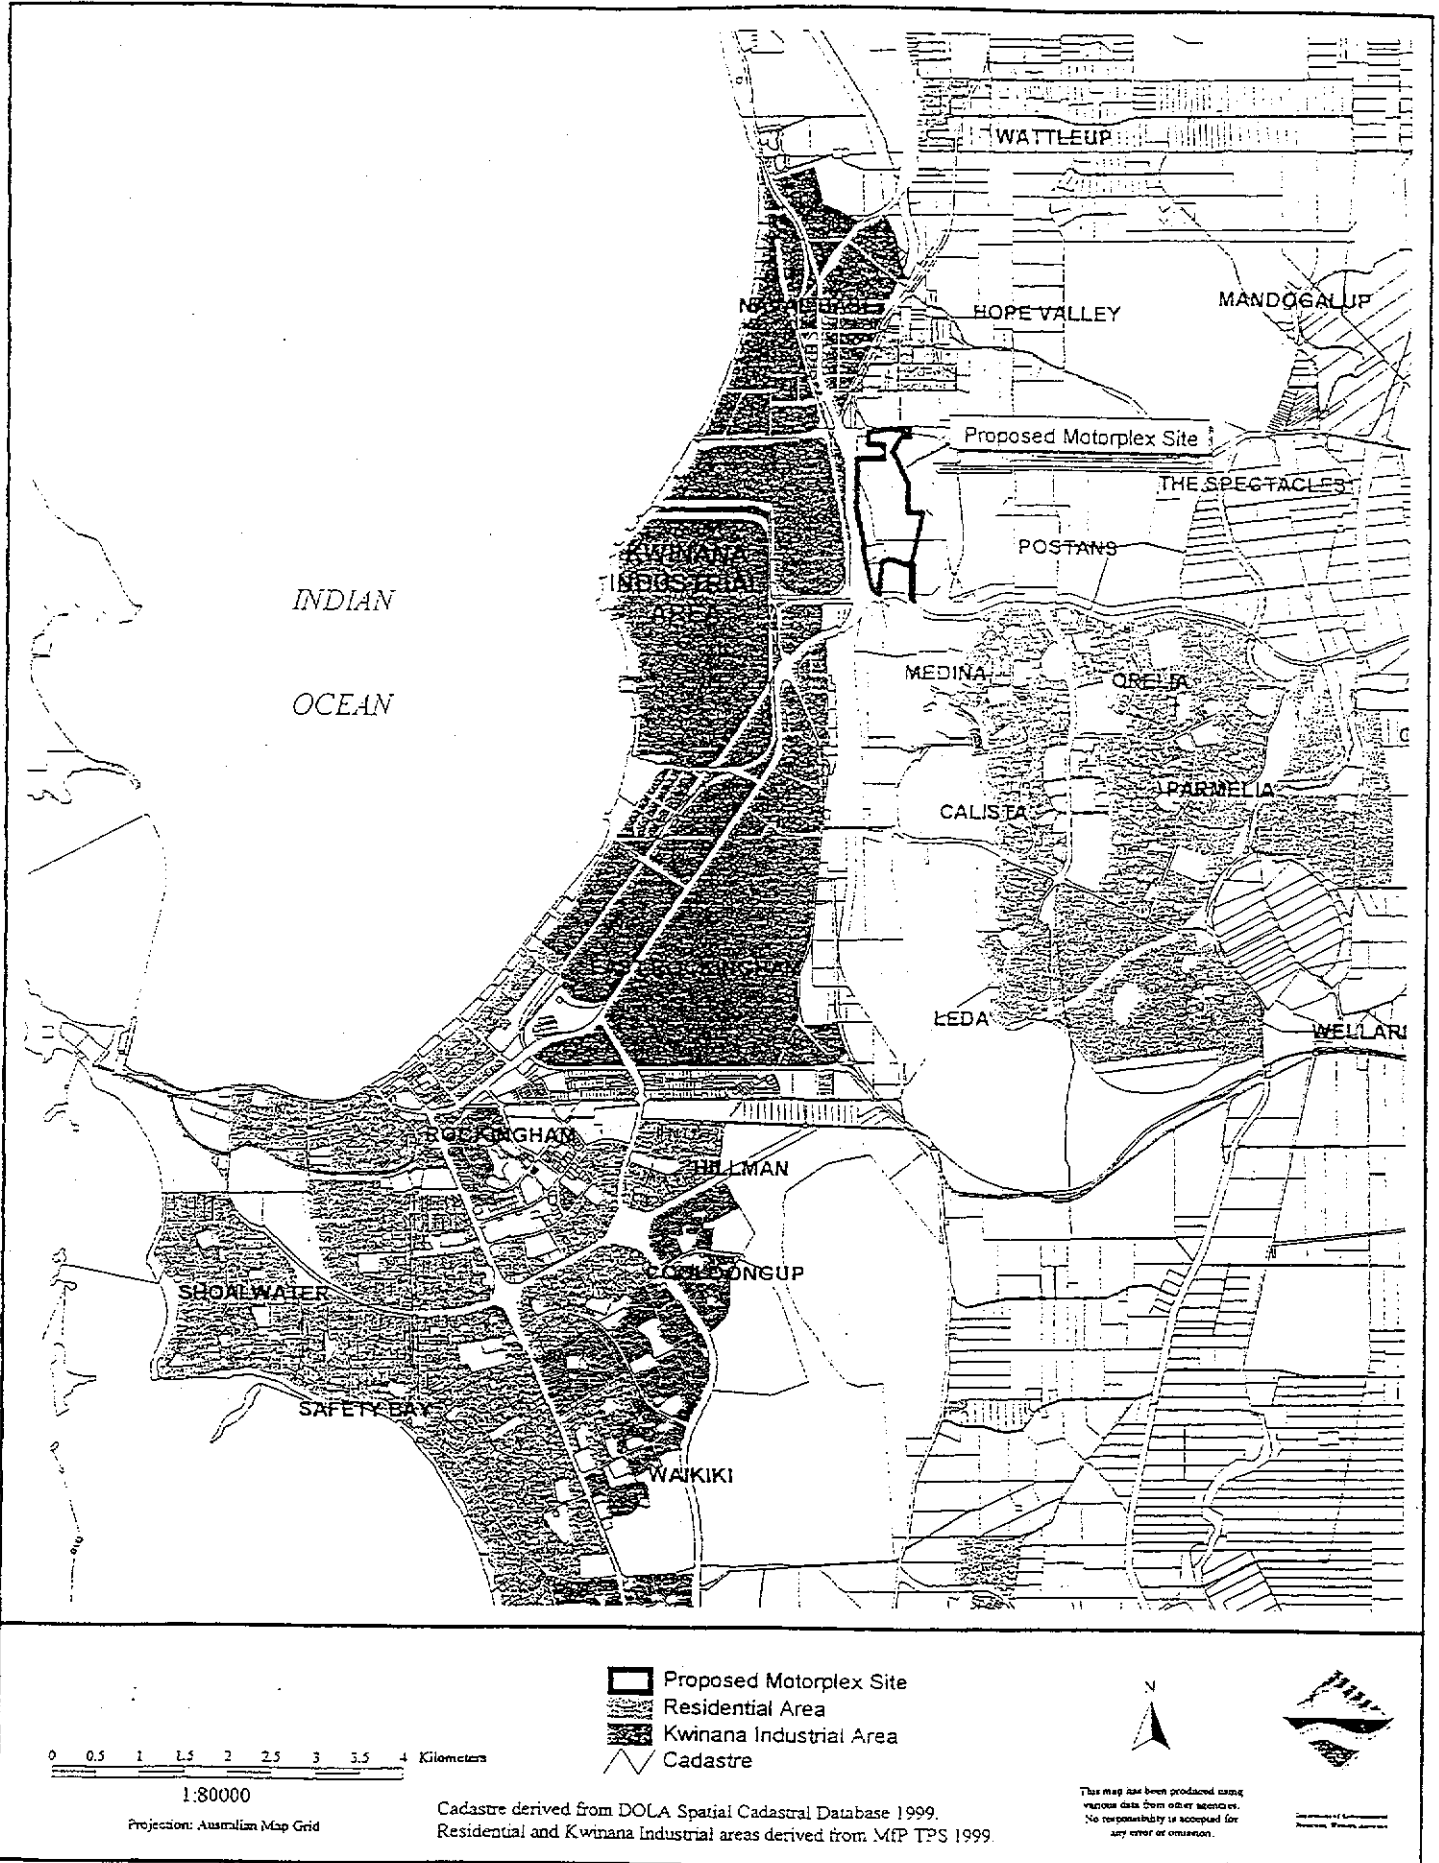 WATTLEUP
MANDOGALUP
HOPE VALLEY
Proposed Motorplex Site
THE SPECTACLES
POSTANS
KWINANA
INDUSTRIAL
AREA
INDIAN
OCEAN
MEDINA
ORELIA
PARMELIA
CALISTA
LEDA
ROCKINGHAM
HILLMAN
COOLOONGUP
SHOALWATER
SAFETY BAY
WAIKIKI
Proposed Motorplex Site
Residential Area
Kwinana Industrial Area
Cadastre
N
0 0.5 1 1.5 2 2.5 3 3.5 4 Kilometers
1:80000
Projection: Australian Map Grid
Cadastre derived from DOLA Spatial Cadastral Database 1999.
Residential and Kwinana Industrial areas derived from MfP TPS 1999.
This map has been produced using
various data from other agencies.
No responsibility is accepted for
any error or omission.